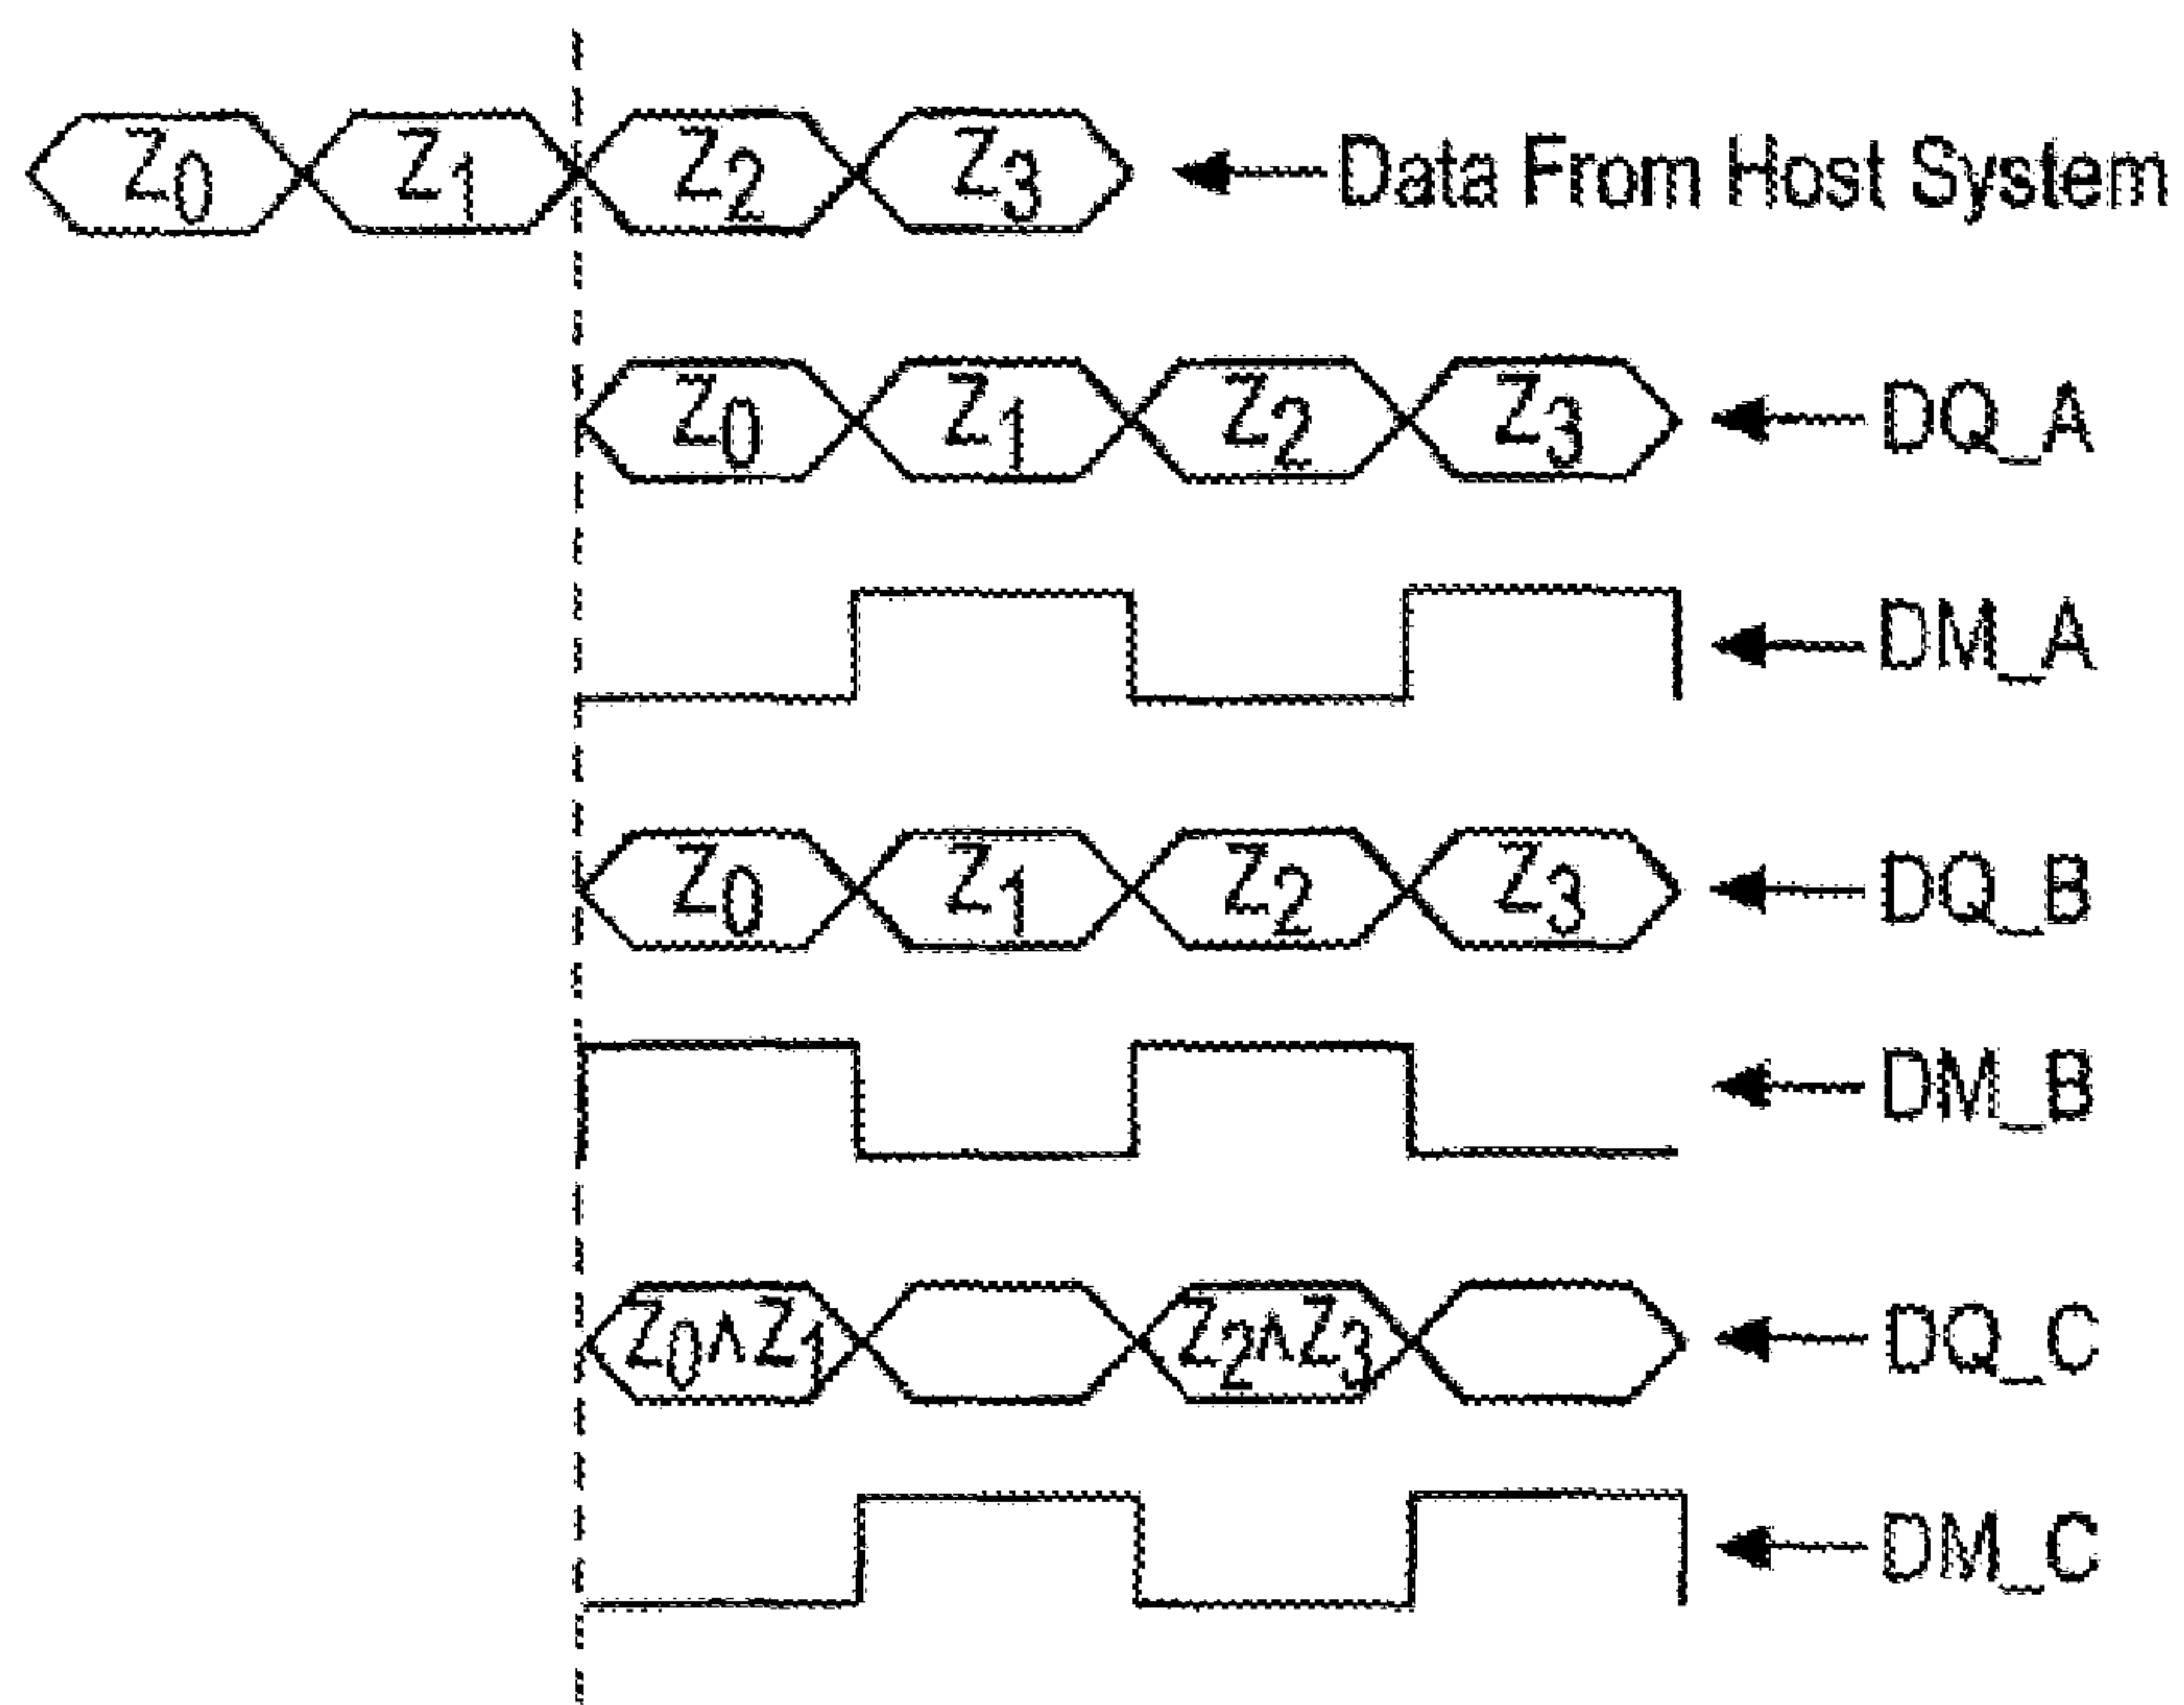 Z0 Z1 Z2 Z3 Data From Host System
Z0 Z1 Z2 Z3 DQ_A
DM_A
Z0 Z1 Z2 Z3 DQ_B
DM_B
Z0∧Z1 Z2∧Z3 DQ_C
DM_C